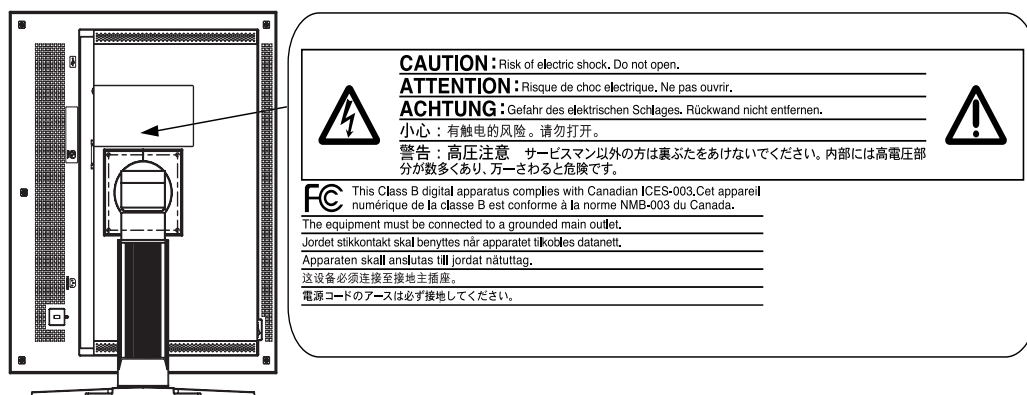 CAUTION : Risk of electric shock. Do not open.
ATTENTION : Risque de choc electrique. Ne pas ouvrir.
ACHTUNG : Gefahr des elektrischen Schlages. Rückwand nicht entfernen.
小心 : 有触电的风险。请勿打开。
警告 : 高圧注意 サービスマン以外の方は裏ぶたをあけないでください。内部には高電圧部
分が数多くあり、万一さわると危険です。
FC This Class B digital apparatus complies with Canadian ICES-003.Cet appareil
numérique de la classe B est conforme à la norme NMB-003 du Canada.
The equipment must be connected to a grounded main outlet.
Jordet stikkontakt skal benyttes når apparatet tilkobles datanett.
Apparaten skall anslutas till jordat nätuttag.
这设备必须连接至接地主插座。
電源コードのアースは必ず接地してください。